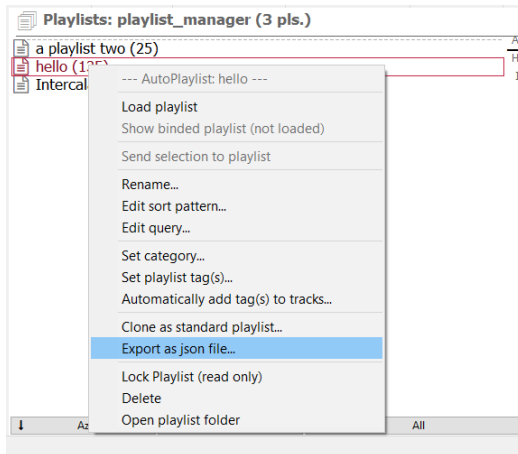 Playlists: playlist_manager (3 pls.)
a playlist two (25)
hello (125)
--- AutoPlaylist: hello ---
Load playlist
Show binded playlist (not loaded)
Send selection to playlist
Rename...
Edit sort pattern...
Edit query...
Set category...
Set playlist tag(s)...
Automatically add tag(s) to tracks...
Clone as standard playlist...
Export as json file...
Lock Playlist (read only)
Delete
Open playlist folder
All